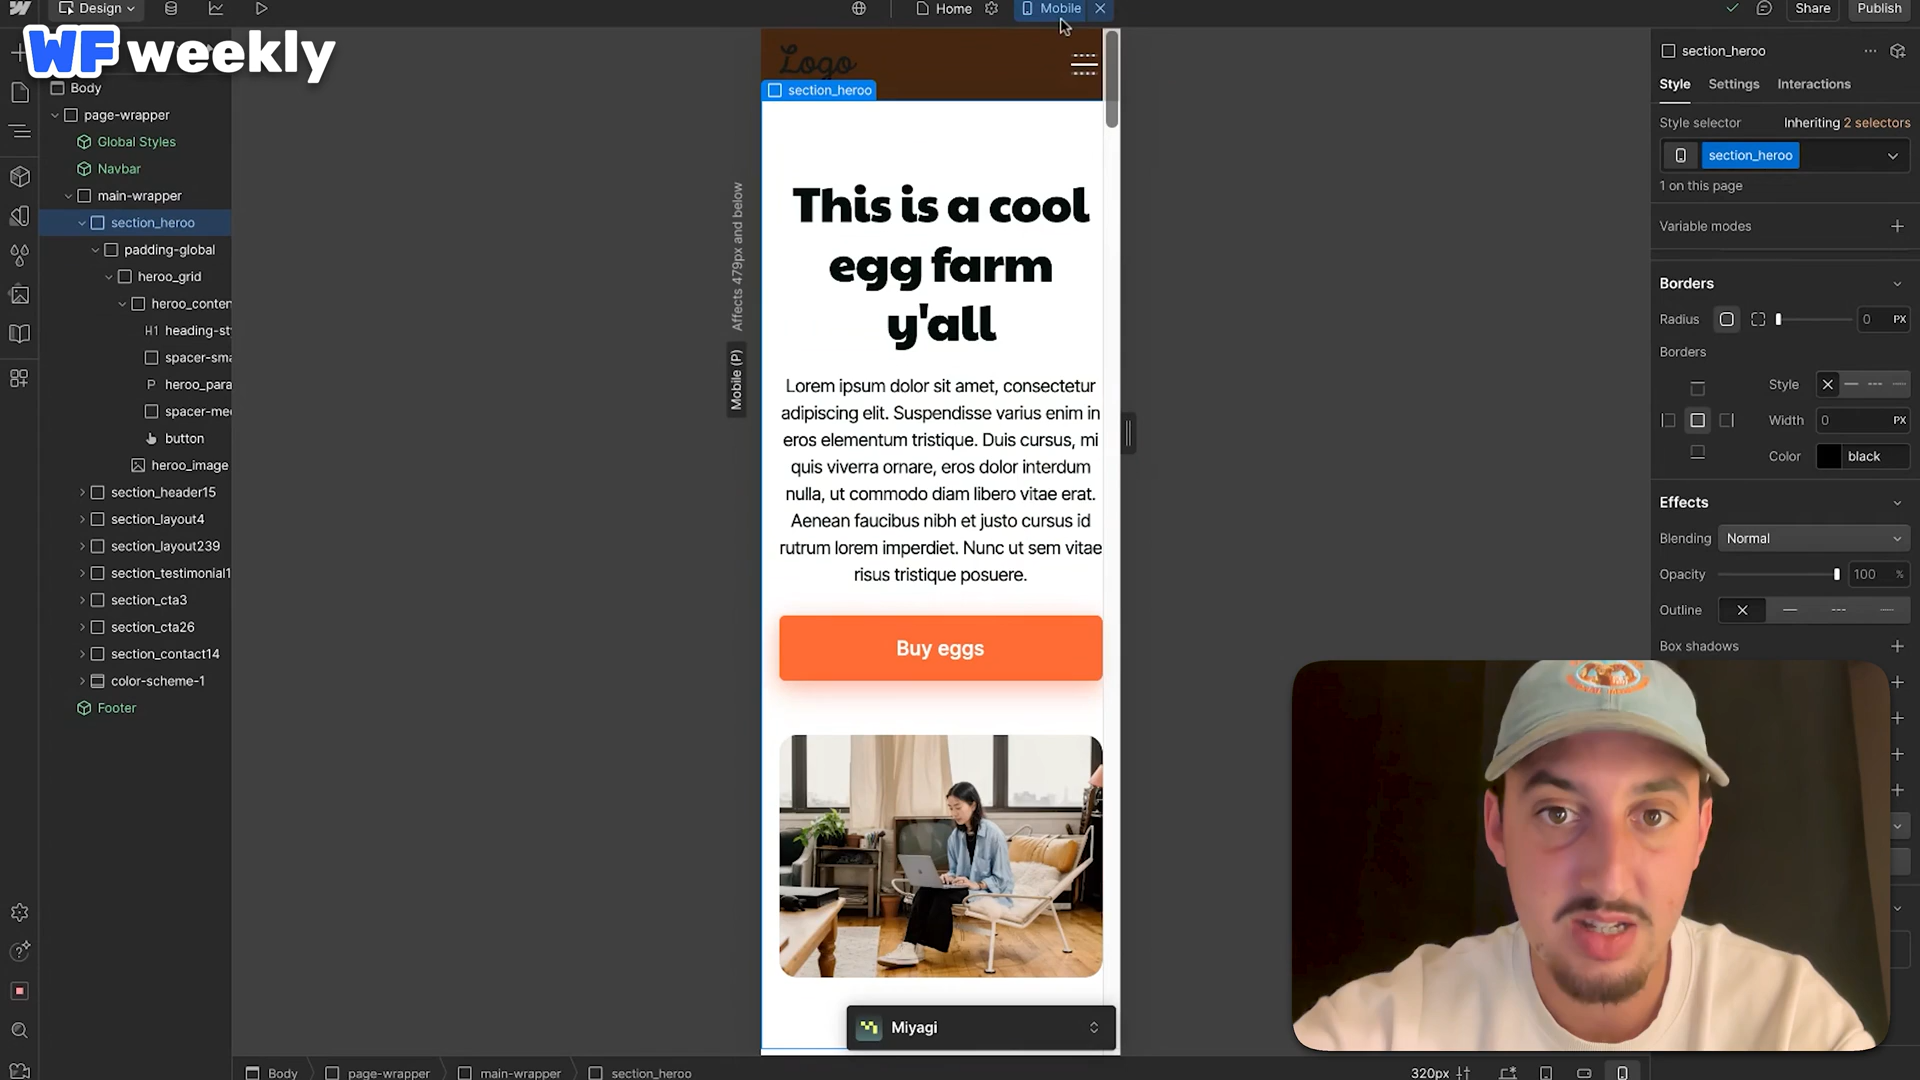 Design
Home
Mobile
Share
Publish
WF weekly
Body
page-wrapper
Global Styles
Navbar
main-wrapper
section_heroo
padding-global
heroo_grid
heroo_conten
H1 heading-st
spacer-sma
P heroo_para
spacer-me
button
heroo_image
section_header15
section_layout4
section_layout239
section_testimonial1
section_cta3
section_cta26
section_contact14
color-scheme-1
Footer
Affects 479px and below
Mobile (P)
Logo
section_heroo
This is a cool
egg farm
y'all
Lorem ipsum dolor sit amet, consectetur
adipiscing elit. Suspendisse varius enim in
eros elementum tristique. Duis cursus, mi
quis viverra ornare, eros dolor interdum
nulla, ut commodo diam libero vitae erat.
Aenean faucibus nibh et justo cursus id
rutrum lorem imperdiet. Nunc ut sem vitae
risus tristique posuere.
Buy eggs
Miyagi
section_heroo
Style Settings Interactions
Style selector Inheriting 2 selectors
section_heroo
1 on this page
Variable modes
Borders
Radius 0 PX
Borders
Style
Width 0 PX
Color black
Effects
Blending Normal
Opacity 100 %
Outline
Box shadows
Body page-wrapper main-wrapper section_heroo
320px